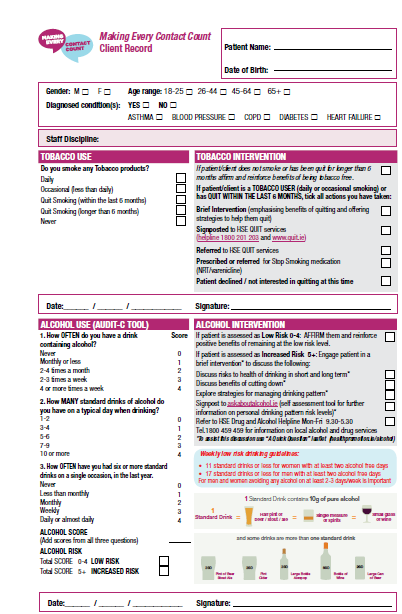 MAKING EVERY CONTACT COUNT
Making Every Contact Count
Client Record
Patient Name:
Date of Birth:
Gender: M F Age range: 18-25 26-44 45-64 65+
Diagnosed condition(s): YES NO
ASTHMA BLOOD PRESSURE COPD DIABETES HEART FAILURE
Staff Discipline:
TOBACCO USE
Do you smoke any Tobacco products?
Daily
Occasional (less than daily)
Quit Smoking (within the last 6 months)
Quit Smoking (longer than 6 months)
Never
TOBACCO INTERVENTION
If patient/client does not smoke or has been quit for longer than 6
months affirm and reinforce benefits of being tobacco free.
If patient/client is a TOBACCO USER (daily or occasional smoking) or
has QUIT WITHIN THE LAST 6 MONTHS, tick all actions you have taken:
Brief Intervention (emphasising benefits of quitting and offering
strategies to help them quit)
Signposted to HSE QUIT services
(helpline 1800 201 203 and www.quit.ie)
Referred to HSE QUIT services
Prescribed or referred for Stop Smoking medication
(NRT/varenicline)
Patient declined / not interested in quitting at this time
Date:______ / ______ / ____________ Signature:
ALCOHOL USE (AUDIT-C TOOL)
1. How OFTEN do you have a drink Score
containing alcohol?
Never 0
Monthly or less 1
2-4 times a month 2
2-3 times a week 3
4 or more times a week 4
2. How MANY standard drinks of alcohol do
you have on a typical day when drinking?
1-2 0
3-4 1
5-6 2
7-9 3
10 or more 4
3. How OFTEN have you had six or more standard
drinks on a single occasion, in the last year.
Never 0
Less than monthly 1
Monthly 2
Weekly 3
Daily or almost daily 4
ALCOHOL SCORE
(Add scores from all three questions)
ALCOHOL RISK
Total SCORE 0-4 LOW RISK
Total SCORE 5+ INCREASED RISK
ALCOHOL INTERVENTION
If patient is assessed as Low Risk 0-4: AFFIRM them and reinforce
positive benefits of remaining at the low risk level.
If patient is assessed as Increased Risk 5+: Engage patient in a
brief intervention* to discuss the following:
Discuss risks to health of drinking in short and long term*
Discuss benefits of cutting down*
Explore strategies for managing drinking pattern*
Signpost to askaboutalcohol.ie (self assessment tool for further
information on personal drinking pattern risk levels)*
Refer to HSE Drug and Alcohol Helpline Mon-Fri 9.30-5.30
Tel.1800 459 459 for information on local alcohol and drug services
Weekly low risk drinking guidelines:
• 11 standard drinks or less for women with at least two alcohol free days
• 17 standard drinks or less for men with at least two alcohol free days
For men and women avoiding any alcohol on at least 2-3 days/week is important
1 Standard Drink contains 10g of pure alcohol
1
Standard Drink = Half pint of beer / stout / ale = Single measure or spirits = Small glass of wine
and some drinks are more than one standard drink
Date:______ / ______ / ____________ Signature: